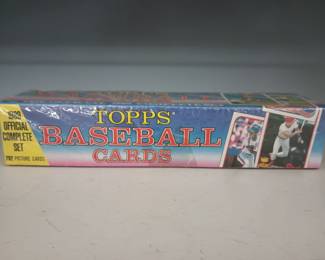 1989
OFFICIAL
COMPLETE
SET
792 PICTURE CARDS
TOPPS
BASEBALL
CARDS